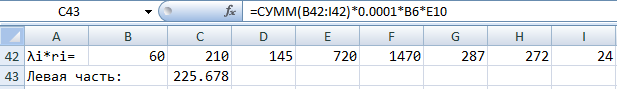 C43 fx =СУММ(B42:I42)*0.0001*B6*E10
A B C D E F G H I
42 λi*ri= 60 210 145 720 1470 287 272 24
43 Левая часть: 225.678